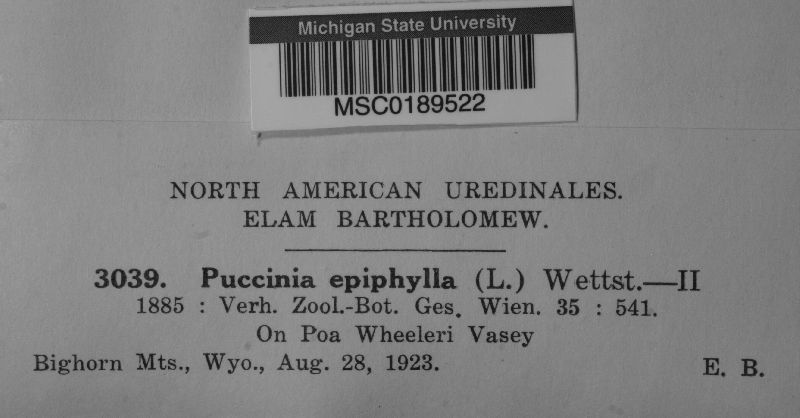 Michigan State University
MSC0189522
NORTH AMERICAN UREDINALES.
ELAM BARTHOLOMEW.
3039. Puccinia epiphylla (L.) Wettst.—II
1885 : Verh. Zool.-Bot. Ges. Wien. 35 : 541.
On Poa Wheeleri Vasey
Bighorn Mts., Wyo., Aug. 28, 1923. E. B.